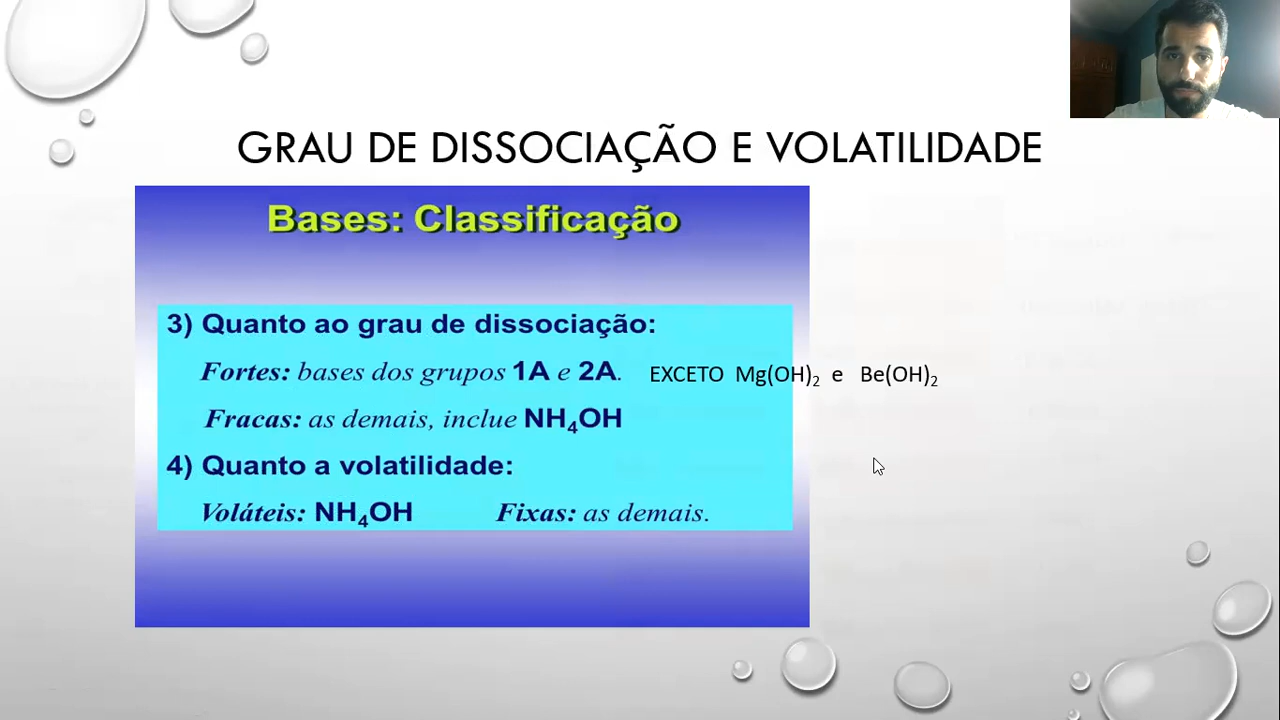 GRAU DE DISSOCIAÇÃO E VOLATILIDADE
Bases: Classificação
3) Quanto ao grau de dissociação:
Fortes: bases dos grupos 1A e 2A. EXCETO Mg(OH)₂ e Be(OH)₂
Fracas: as demais, inclue NH₄OH
4) Quanto a volatilidade:
Voláteis: NH₄OH Fixas: as demais.